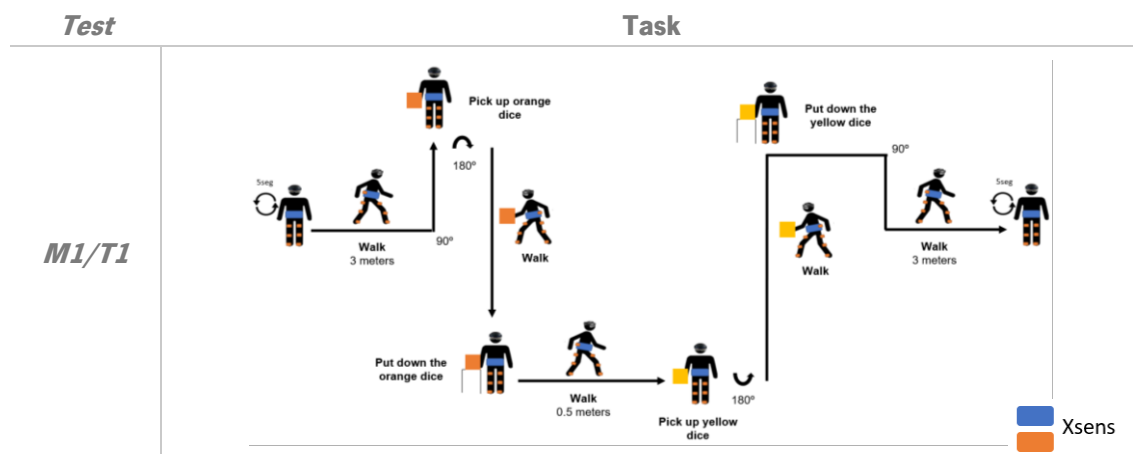 Test
Task
M1/T1
5seg
Walk
3 meters
90º
Pick up orange
dice
180º
Walk
Put down the
orange dice
Walk
0.5 meters
Pick up yellow
dice
180º
Walk
Put down the
yellow dice
90º
Walk
3 meters
5seg
Xsens